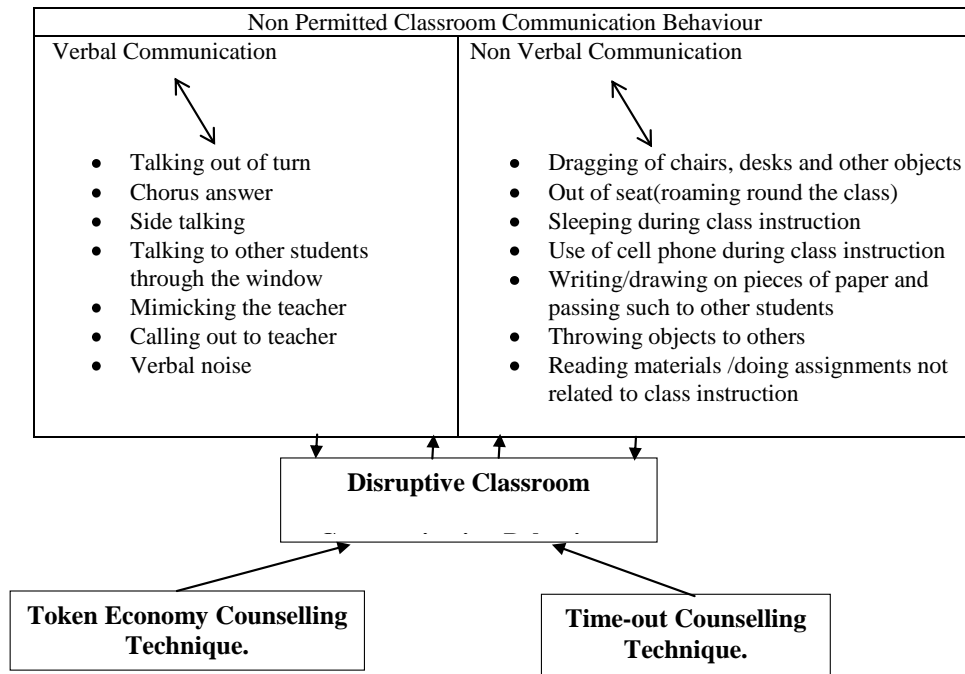 Non Permitted Classroom Communication Behaviour
Verbal Communication
• Talking out of turn
• Chorus answer
• Side talking
• Talking to other students
through the window
• Mimicking the teacher
• Calling out to teacher
• Verbal noise
Non Verbal Communication
• Dragging of chairs, desks and other objects
• Out of seat(roaming round the class)
• Sleeping during class instruction
• Use of cell phone during class instruction
• Writing/drawing on pieces of paper and
passing such to other students
• Throwing objects to others
• Reading materials /doing assignments not
related to class instruction
Disruptive Classroom
Token Economy Counselling
Technique.
Time-out Counselling
Technique.